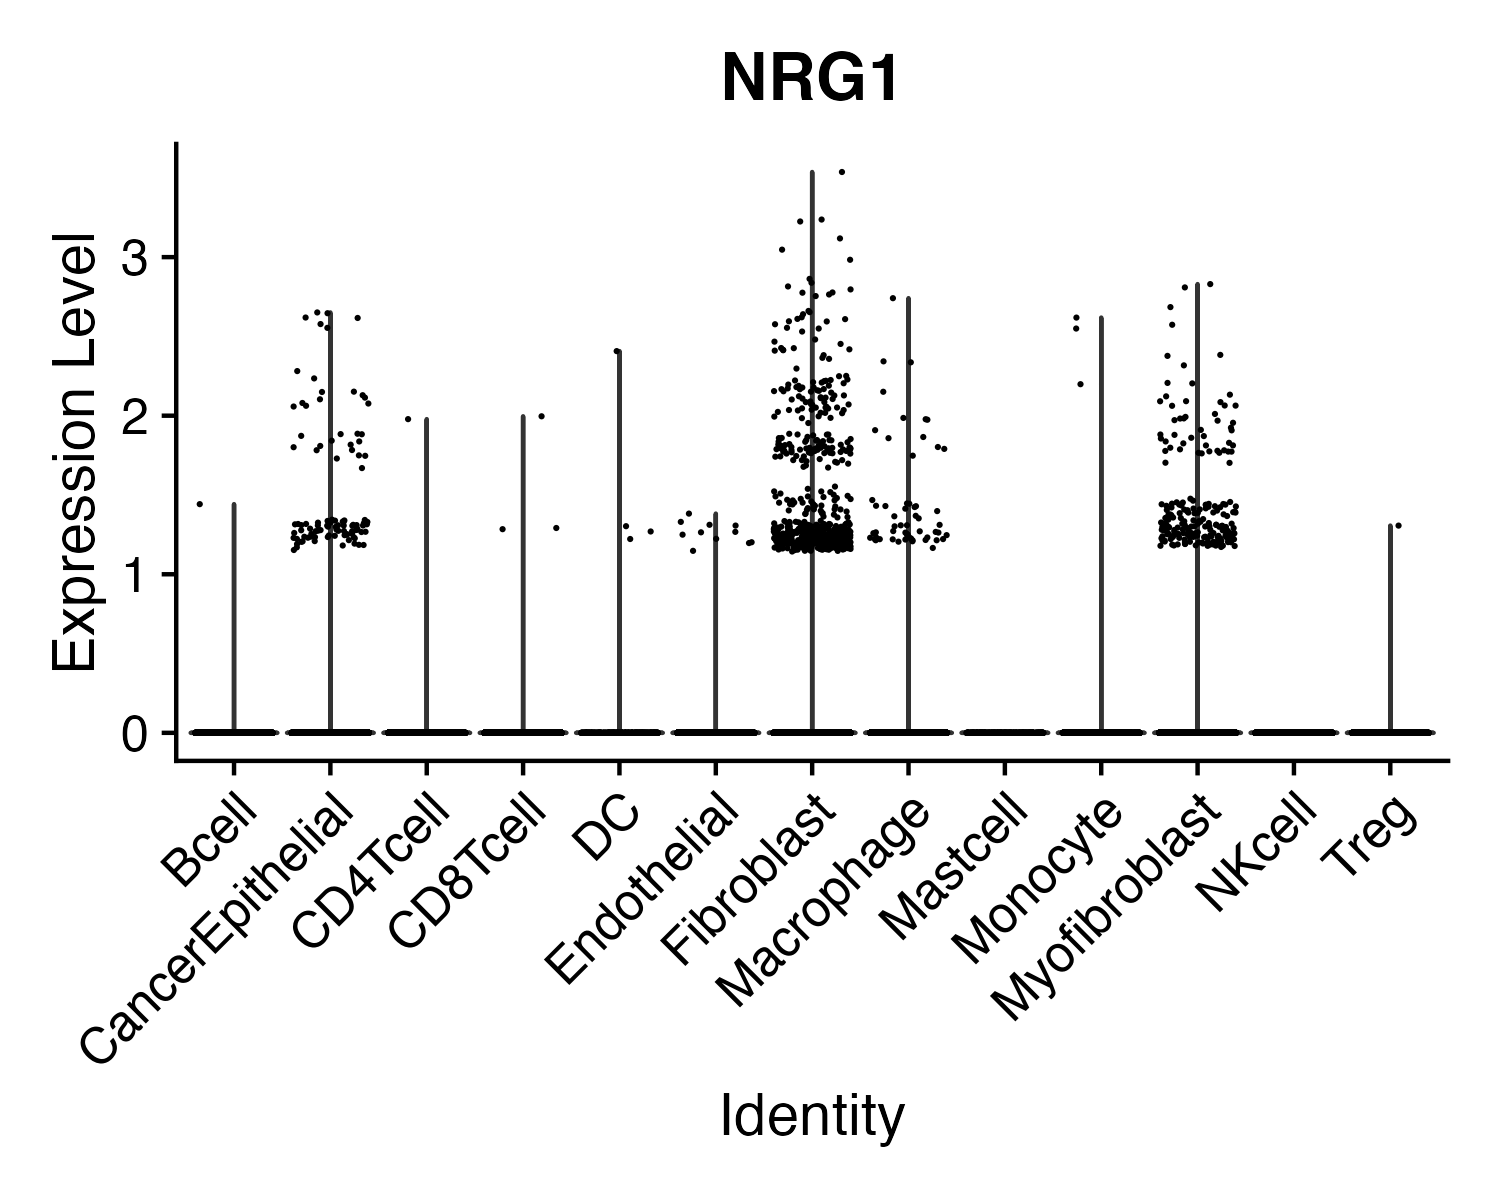 NRG1
Expression Level
3
2
1
0
Bcell
CancerEpithelial
CD4Tcell
CD8Tcell
DC
Endothelial
Fibroblast
Macrophage
Mastcell
Monocyte
Myofibroblast
NKcell
Treg
Identity